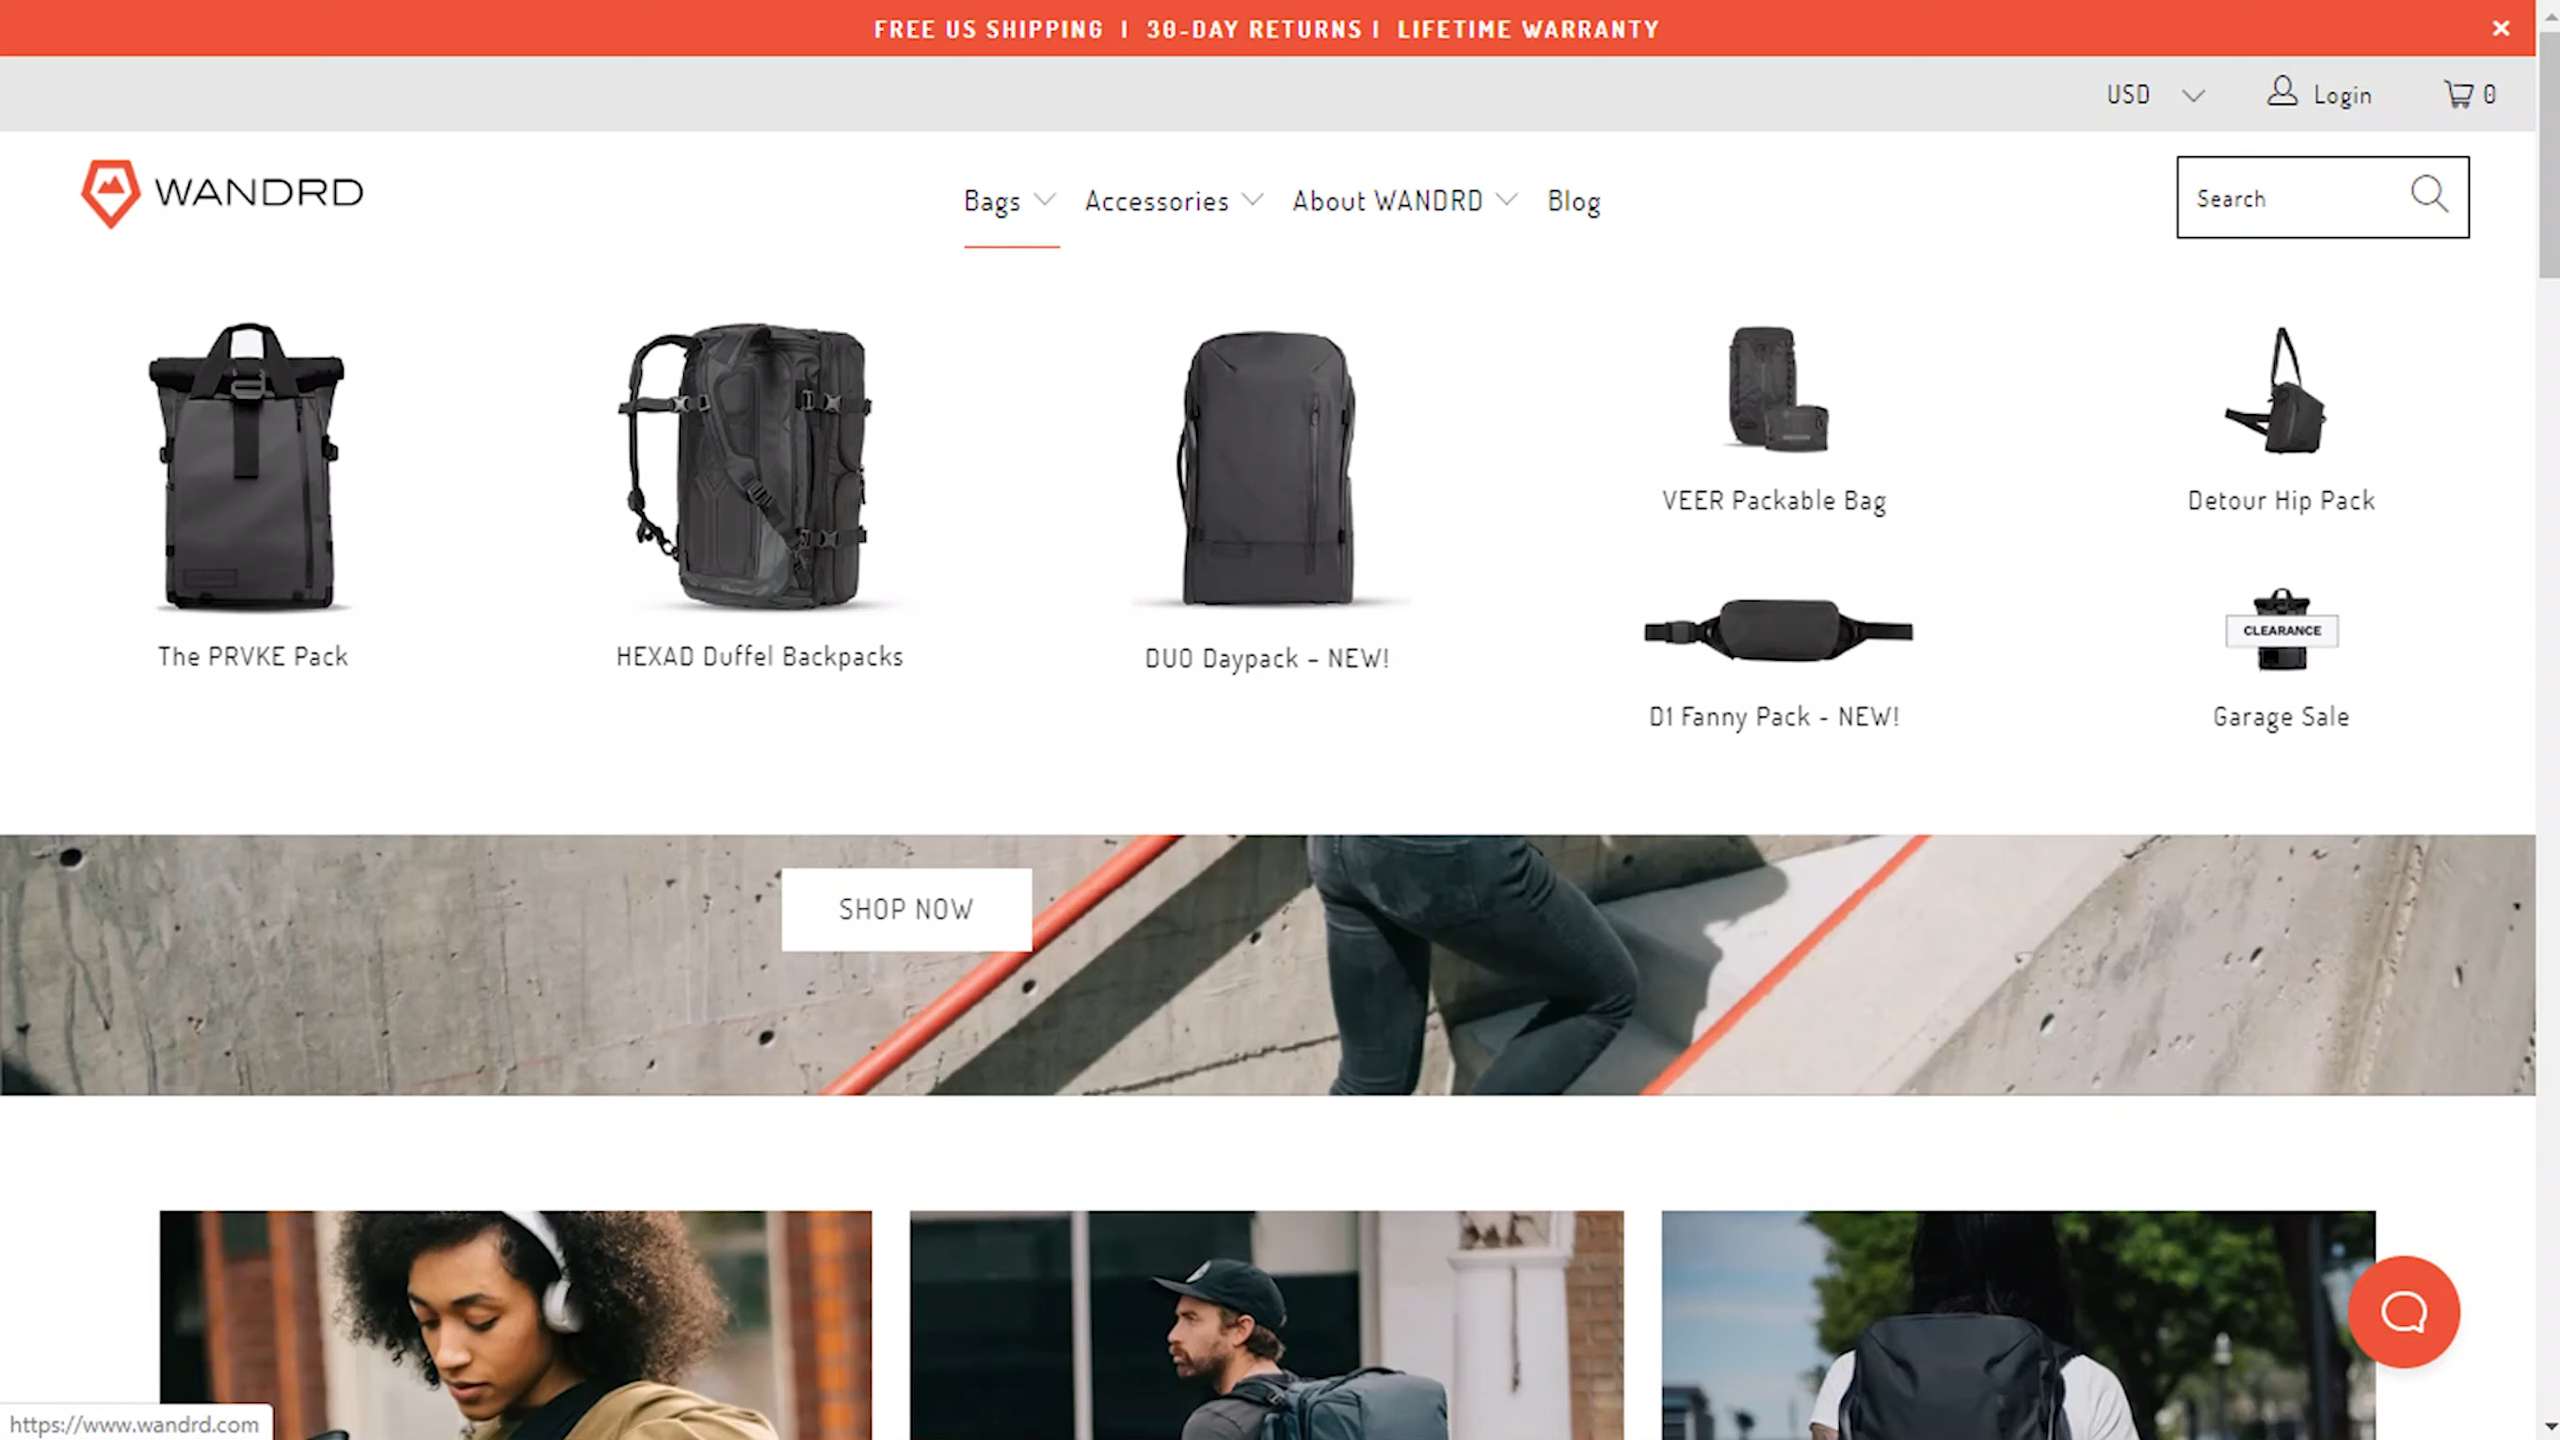 FREE US SHIPPING | 30-DAY RETURNS | LIFETIME WARRANTY
USD Login 0
WANDRD
Bags Accessories About WANDRD Blog
Search
The PRVKE Pack
HEXAD Duffel Backpacks
DUO Daypack - NEW!
VEER Packable Bag
Detour Hip Pack
D1 Fanny Pack - NEW!
CLEARANCE
Garage Sale
SHOP NOW
https://www.wandrd.com